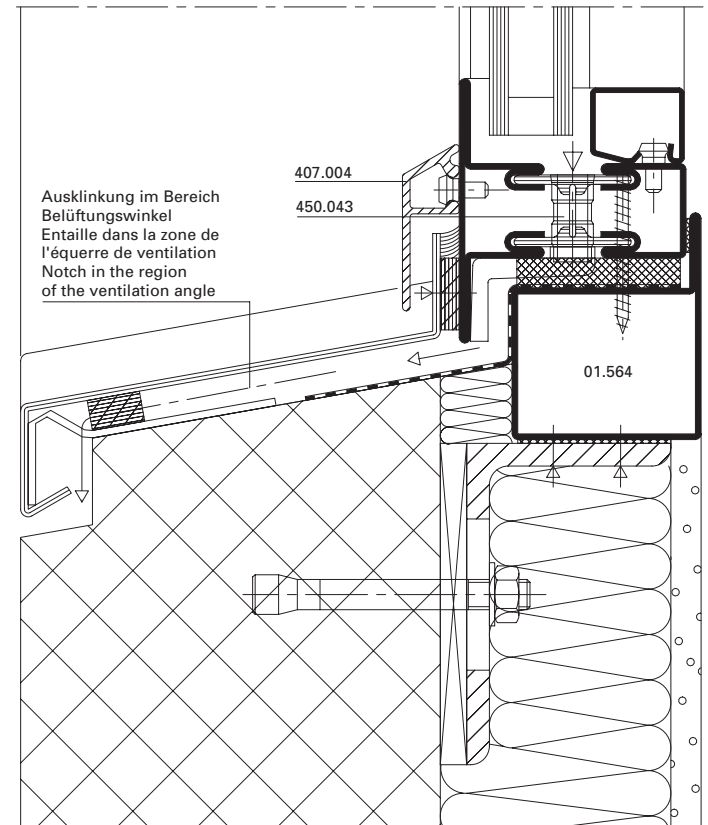 407.004
450.043
Ausklinkung im Bereich
Belüftungswinkel
Entaille dans la zone de
l'équerre de ventilation
Notch in the region
of the ventilation angle
01.564